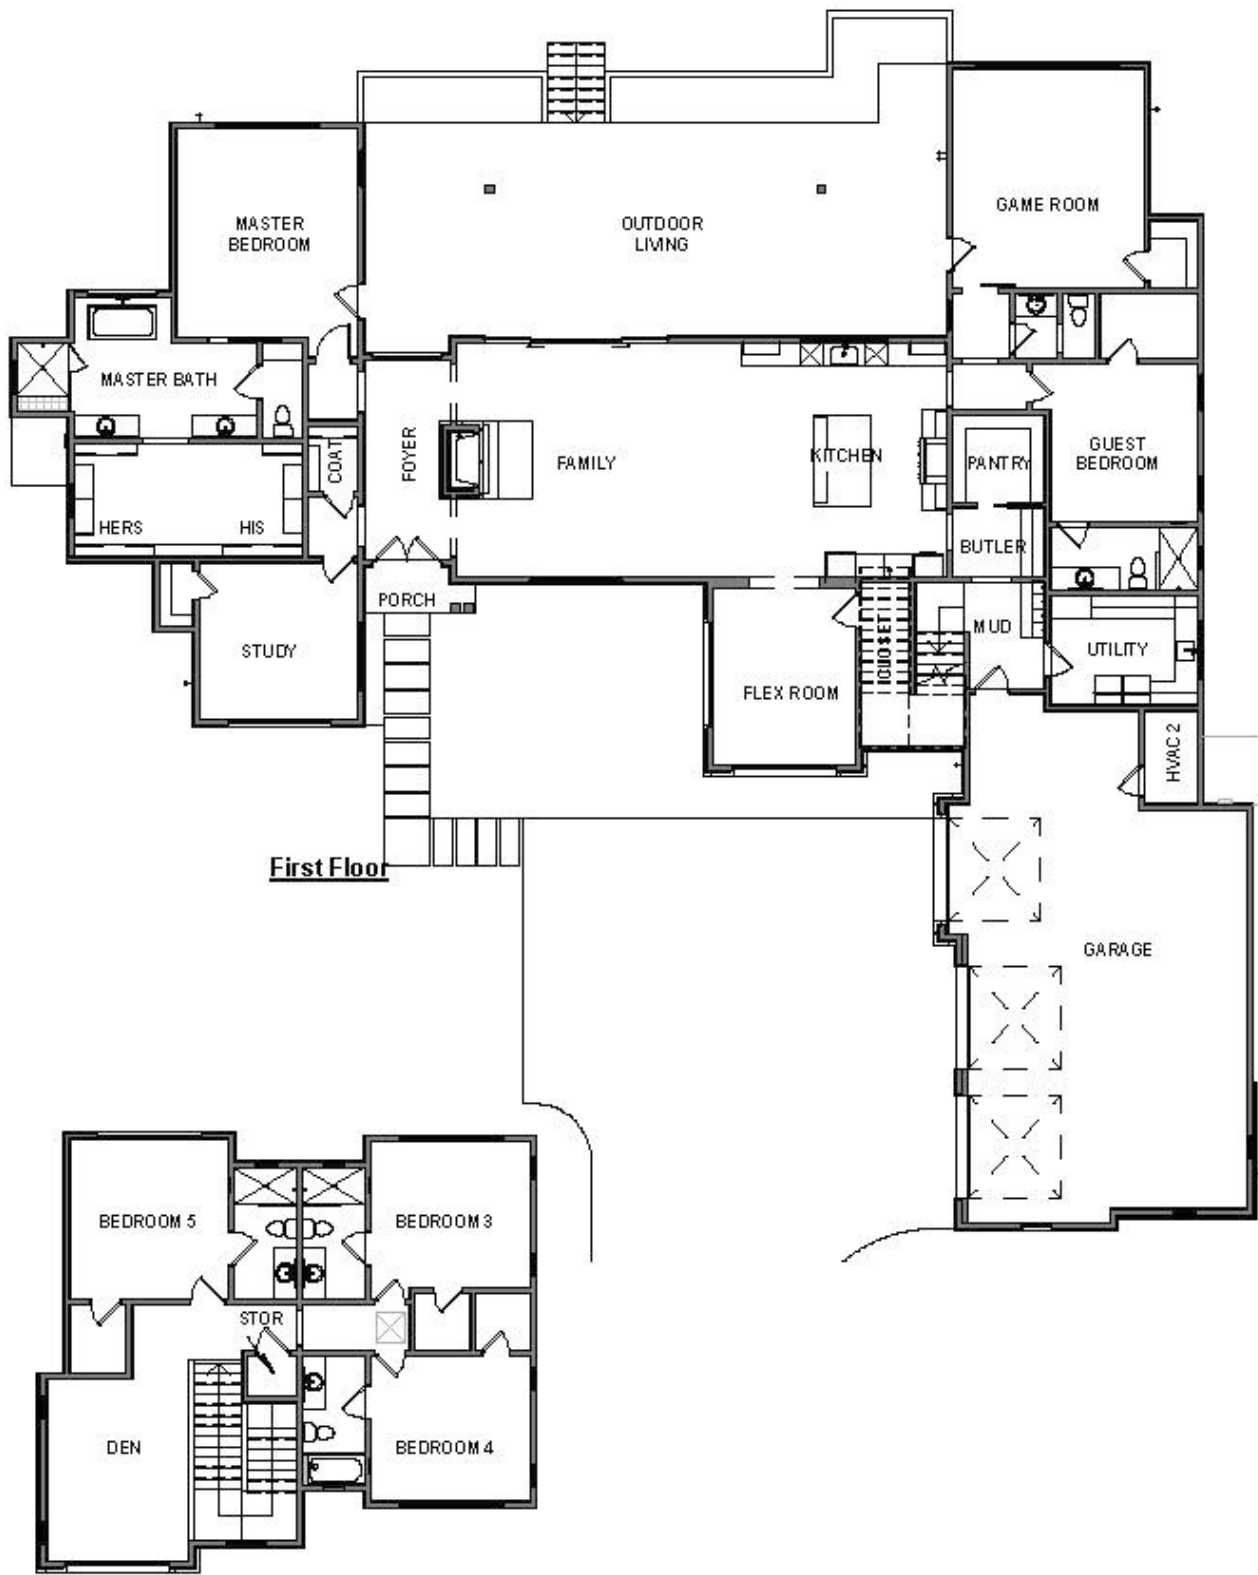 GAME ROOM
MASTER
BEDROOM
OUTDOOR
LIVING
MASTER BATH
COAT
FOYER
FAMILY
KITCHEN
PANTRY
GUEST
BEDROOM
HERS
HIS
BUTLER
PORCH
STUDY
CLOSET
MUD
UTILITY
FLEX ROOM
HVAC 2
First Floor
GARAGE
BEDROOM 5
BEDROOM 3
STOR
DEN
BEDROOM 4